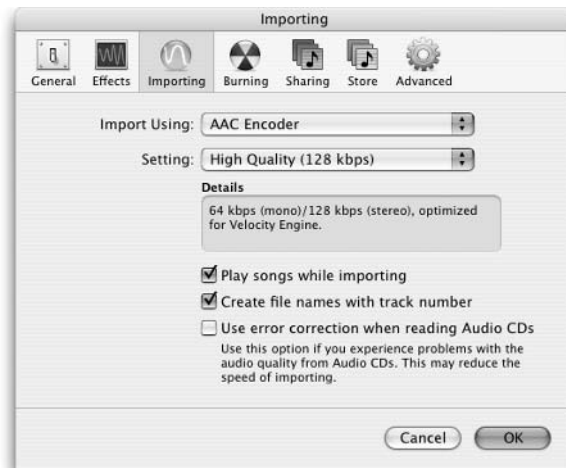 Importing
General Effects Importing Burning Sharing Store Advanced
Import Using: AAC Encoder
Setting: High Quality (128 kbps)
Details
64 kbps (mono)/128 kbps (stereo), optimized
for Velocity Engine.
Play songs while importing
Create file names with track number
Use error correction when reading Audio CDs
Use this option if you experience problems with the
audio quality from Audio CDs. This may reduce the
speed of importing.
Cancel OK